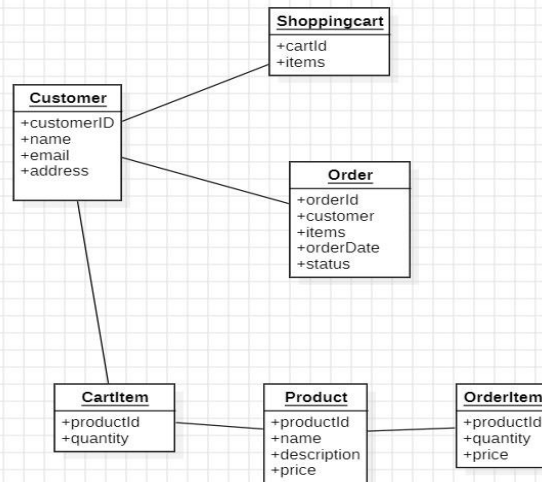 Shoppingcart
+cartId
+items
Customer
+customerID
+name
+email
+address
Order
+orderId
+customer
+items
+orderDate
+status
CartItem
+productId
+quantity
Product
+productId
+name
+description
+price
OrderItem
+productId
+quantity
+price